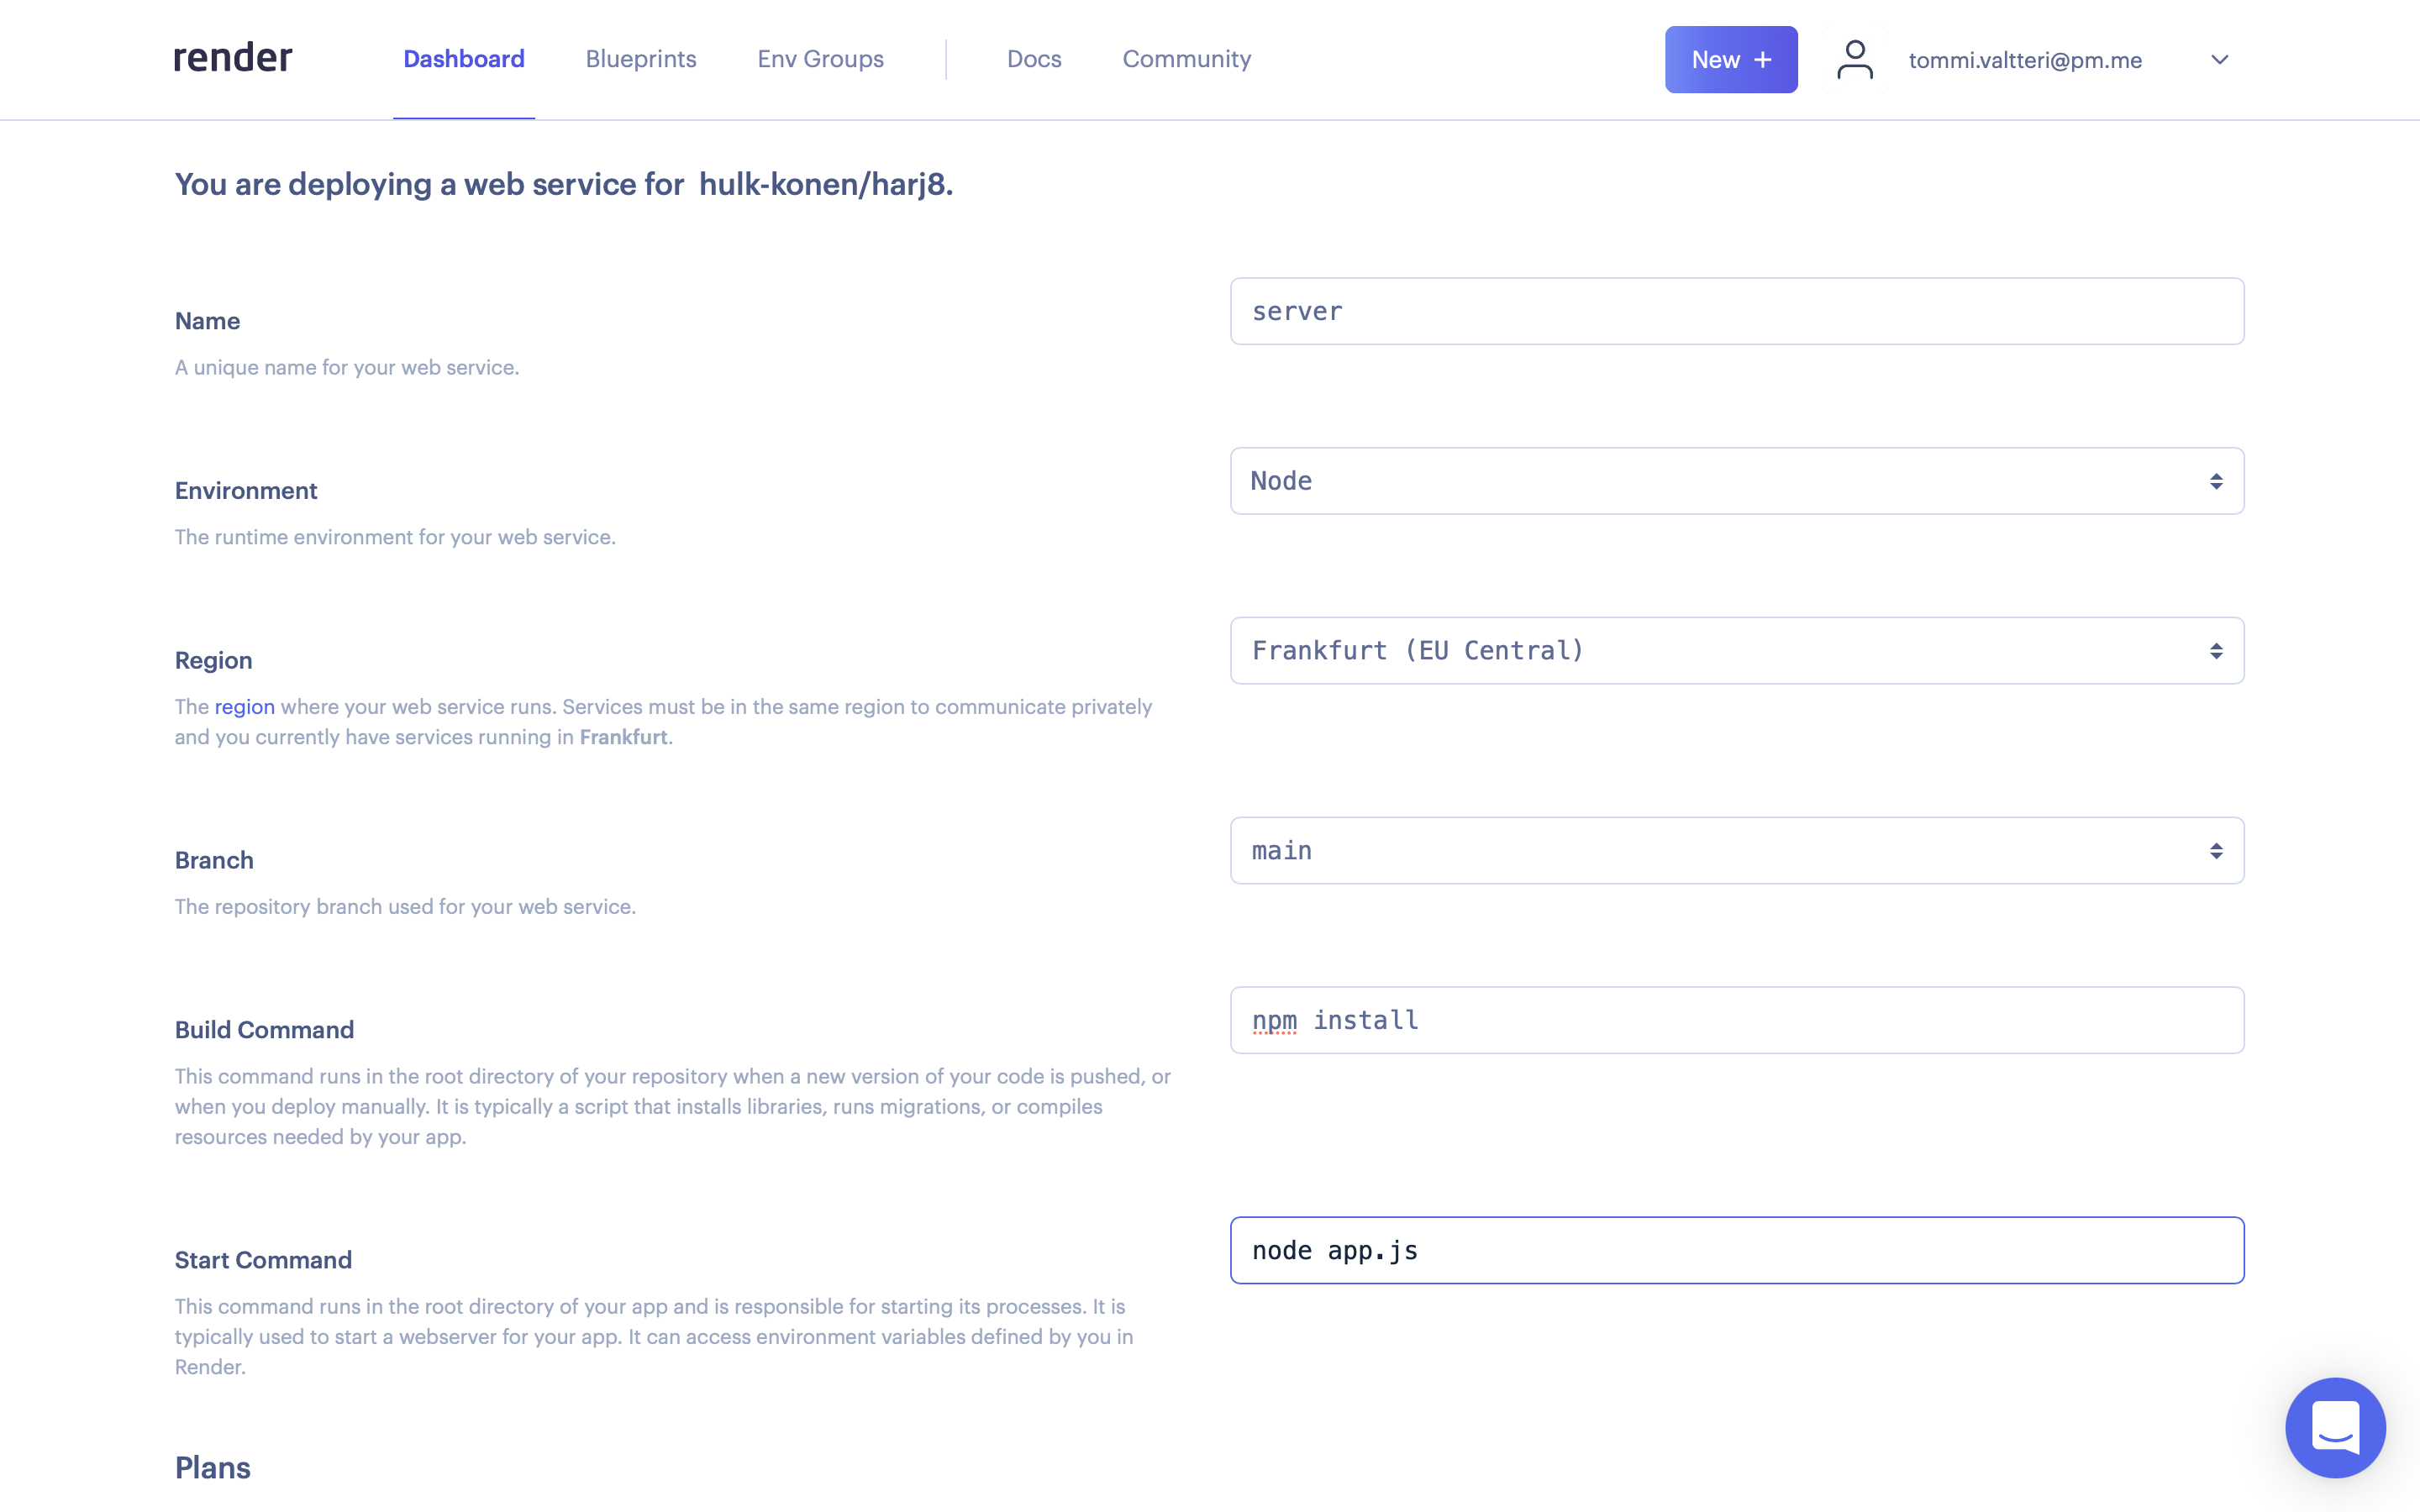 render
Dashboard
Blueprints
Env Groups
Docs
Community
New +
tommi.valtteri@pm.me
You are deploying a web service for hulk-konen/harj8.
Name
A unique name for your web service.
server
Environment
The runtime environment for your web service.
Node
Region
The region where your web service runs. Services must be in the same region to communicate privately
and you currently have services running in Frankfurt.
Frankfurt (EU Central)
Branch
The repository branch used for your web service.
main
Build Command
This command runs in the root directory of your repository when a new version of your code is pushed, or
when you deploy manually. It is typically a script that installs libraries, runs migrations, or compiles
resources needed by your app.
npm install
Start Command
This command runs in the root directory of your app and is responsible for starting its processes. It is
typically used to start a webserver for your app. It can access environment variables defined by you in
Render.
node app.js
Plans